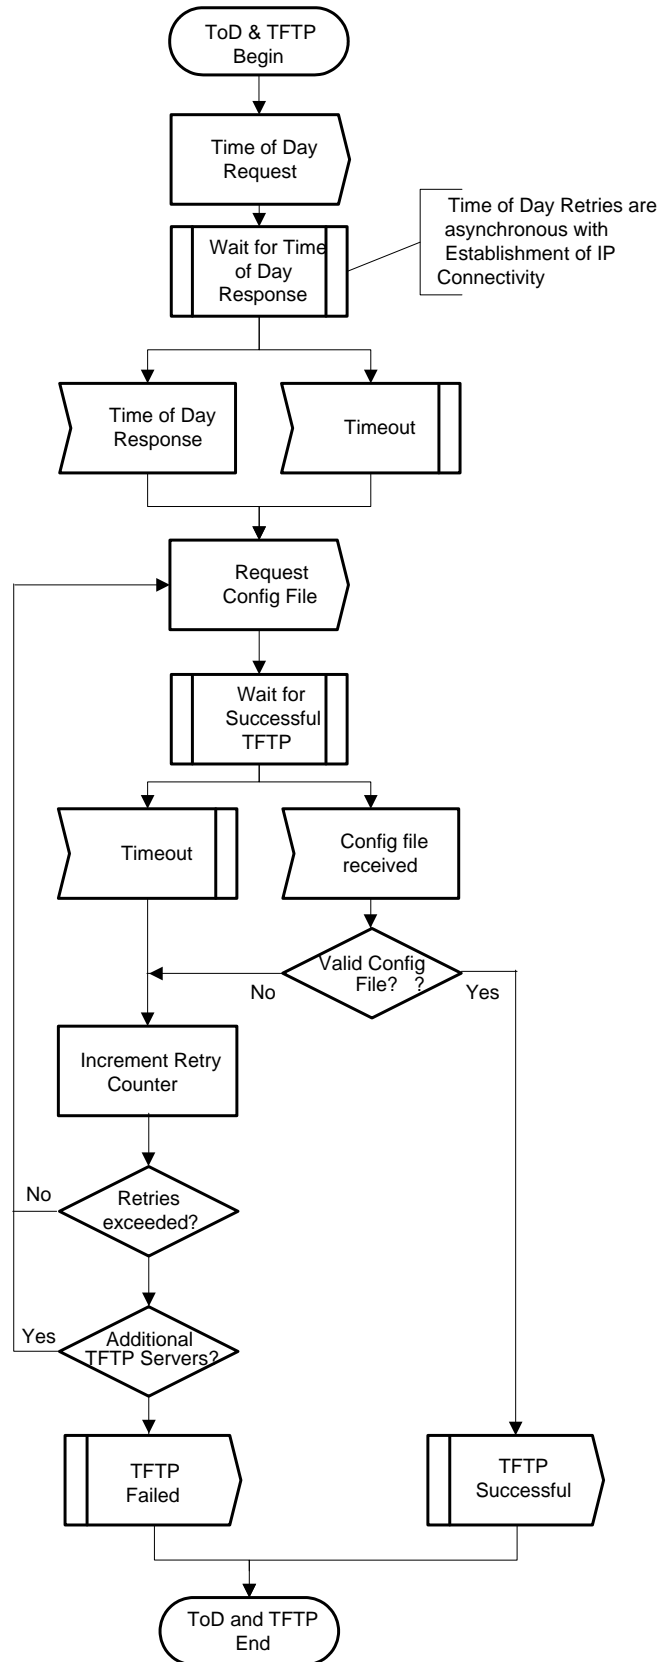 ToD & TFTP
Begin
Time of Day
Request
Wait for Time
of Day
Response
Time of Day Retries are
asynchronous with
Establishment of IP
Connectivity
Time of Day
Response
Timeout
Request
Config File
Wait for
Successful
TFTP
Timeout
Config file
received
Valid Config
File? ?
No
Yes
Increment Retry
Counter
No
Retries
exceeded?
Yes
Additional
TFTP Servers?
TFTP
Failed
TFTP
Successful
ToD and TFTP
End